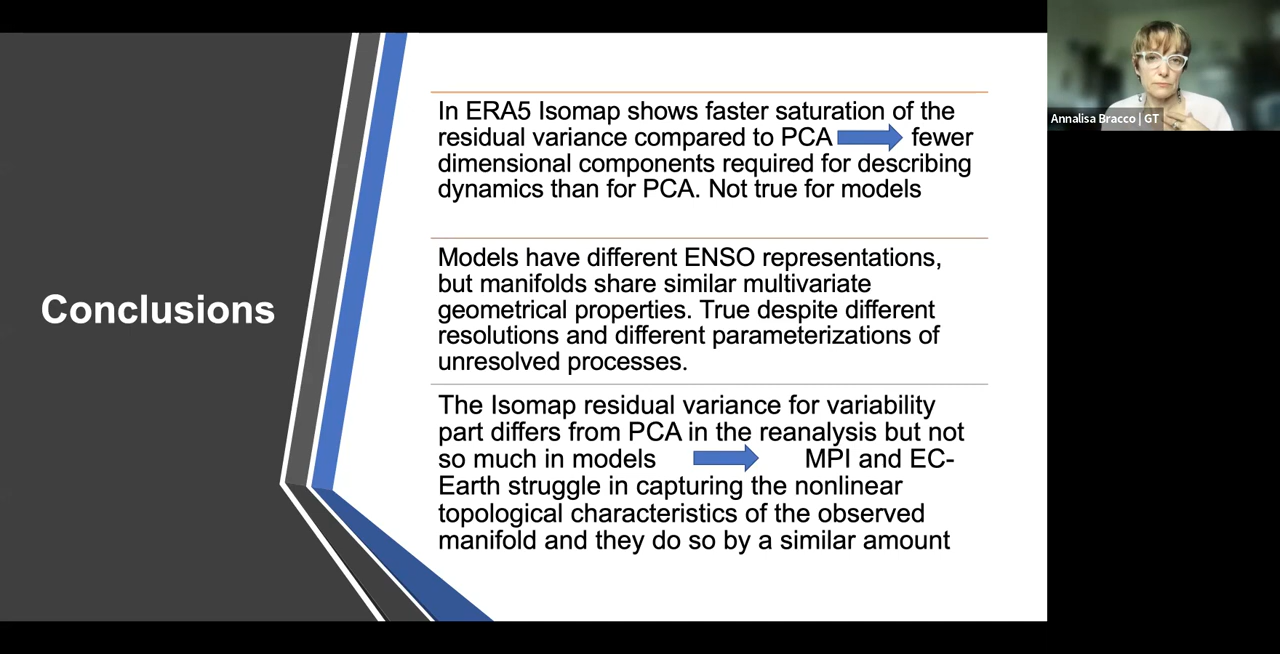 Conclusions
In ERA5 Isomap shows faster saturation of the
residual variance compared to PCA fewer
dimensional components required for describing
dynamics than for PCA. Not true for models
Models have different ENSO representations,
but manifolds share similar multivariate
geometrical properties. True despite different
resolutions and different parameterizations of
unresolved processes.
The Isomap residual variance for variability
part differs from PCA in the reanalysis but not
so much in models MPI and EC-
Earth struggle in capturing the nonlinear
topological characteristics of the observed
manifold and they do so by a similar amount
Annalisa Bracco | GT